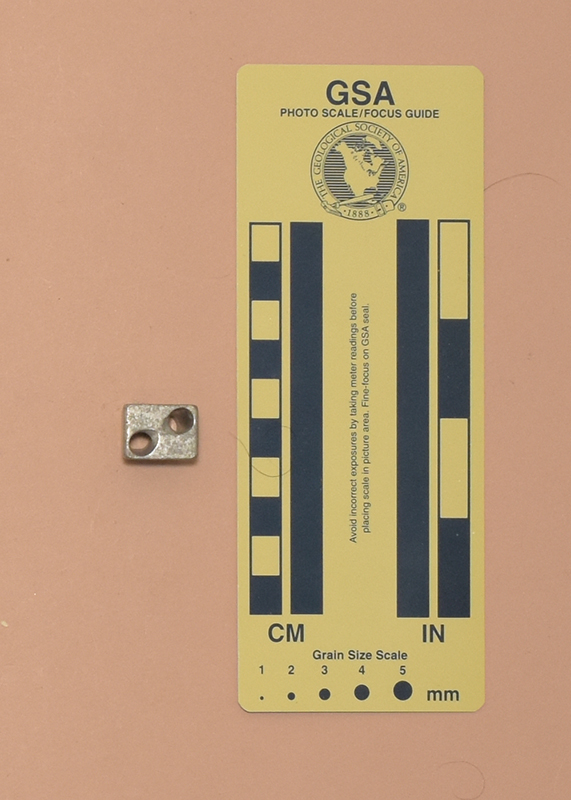 GSA
PHOTO SCALE/FOCUS GUIDE
THE GEOLOGICAL SOCIETY OF AMERICA
·1888·
®
Avoid incorrect exposures by taking meter readings before
placing scale in picture area. Fine-focus on GSA seal.
CM IN
Grain Size Scale
1 2 3 4 5
mm